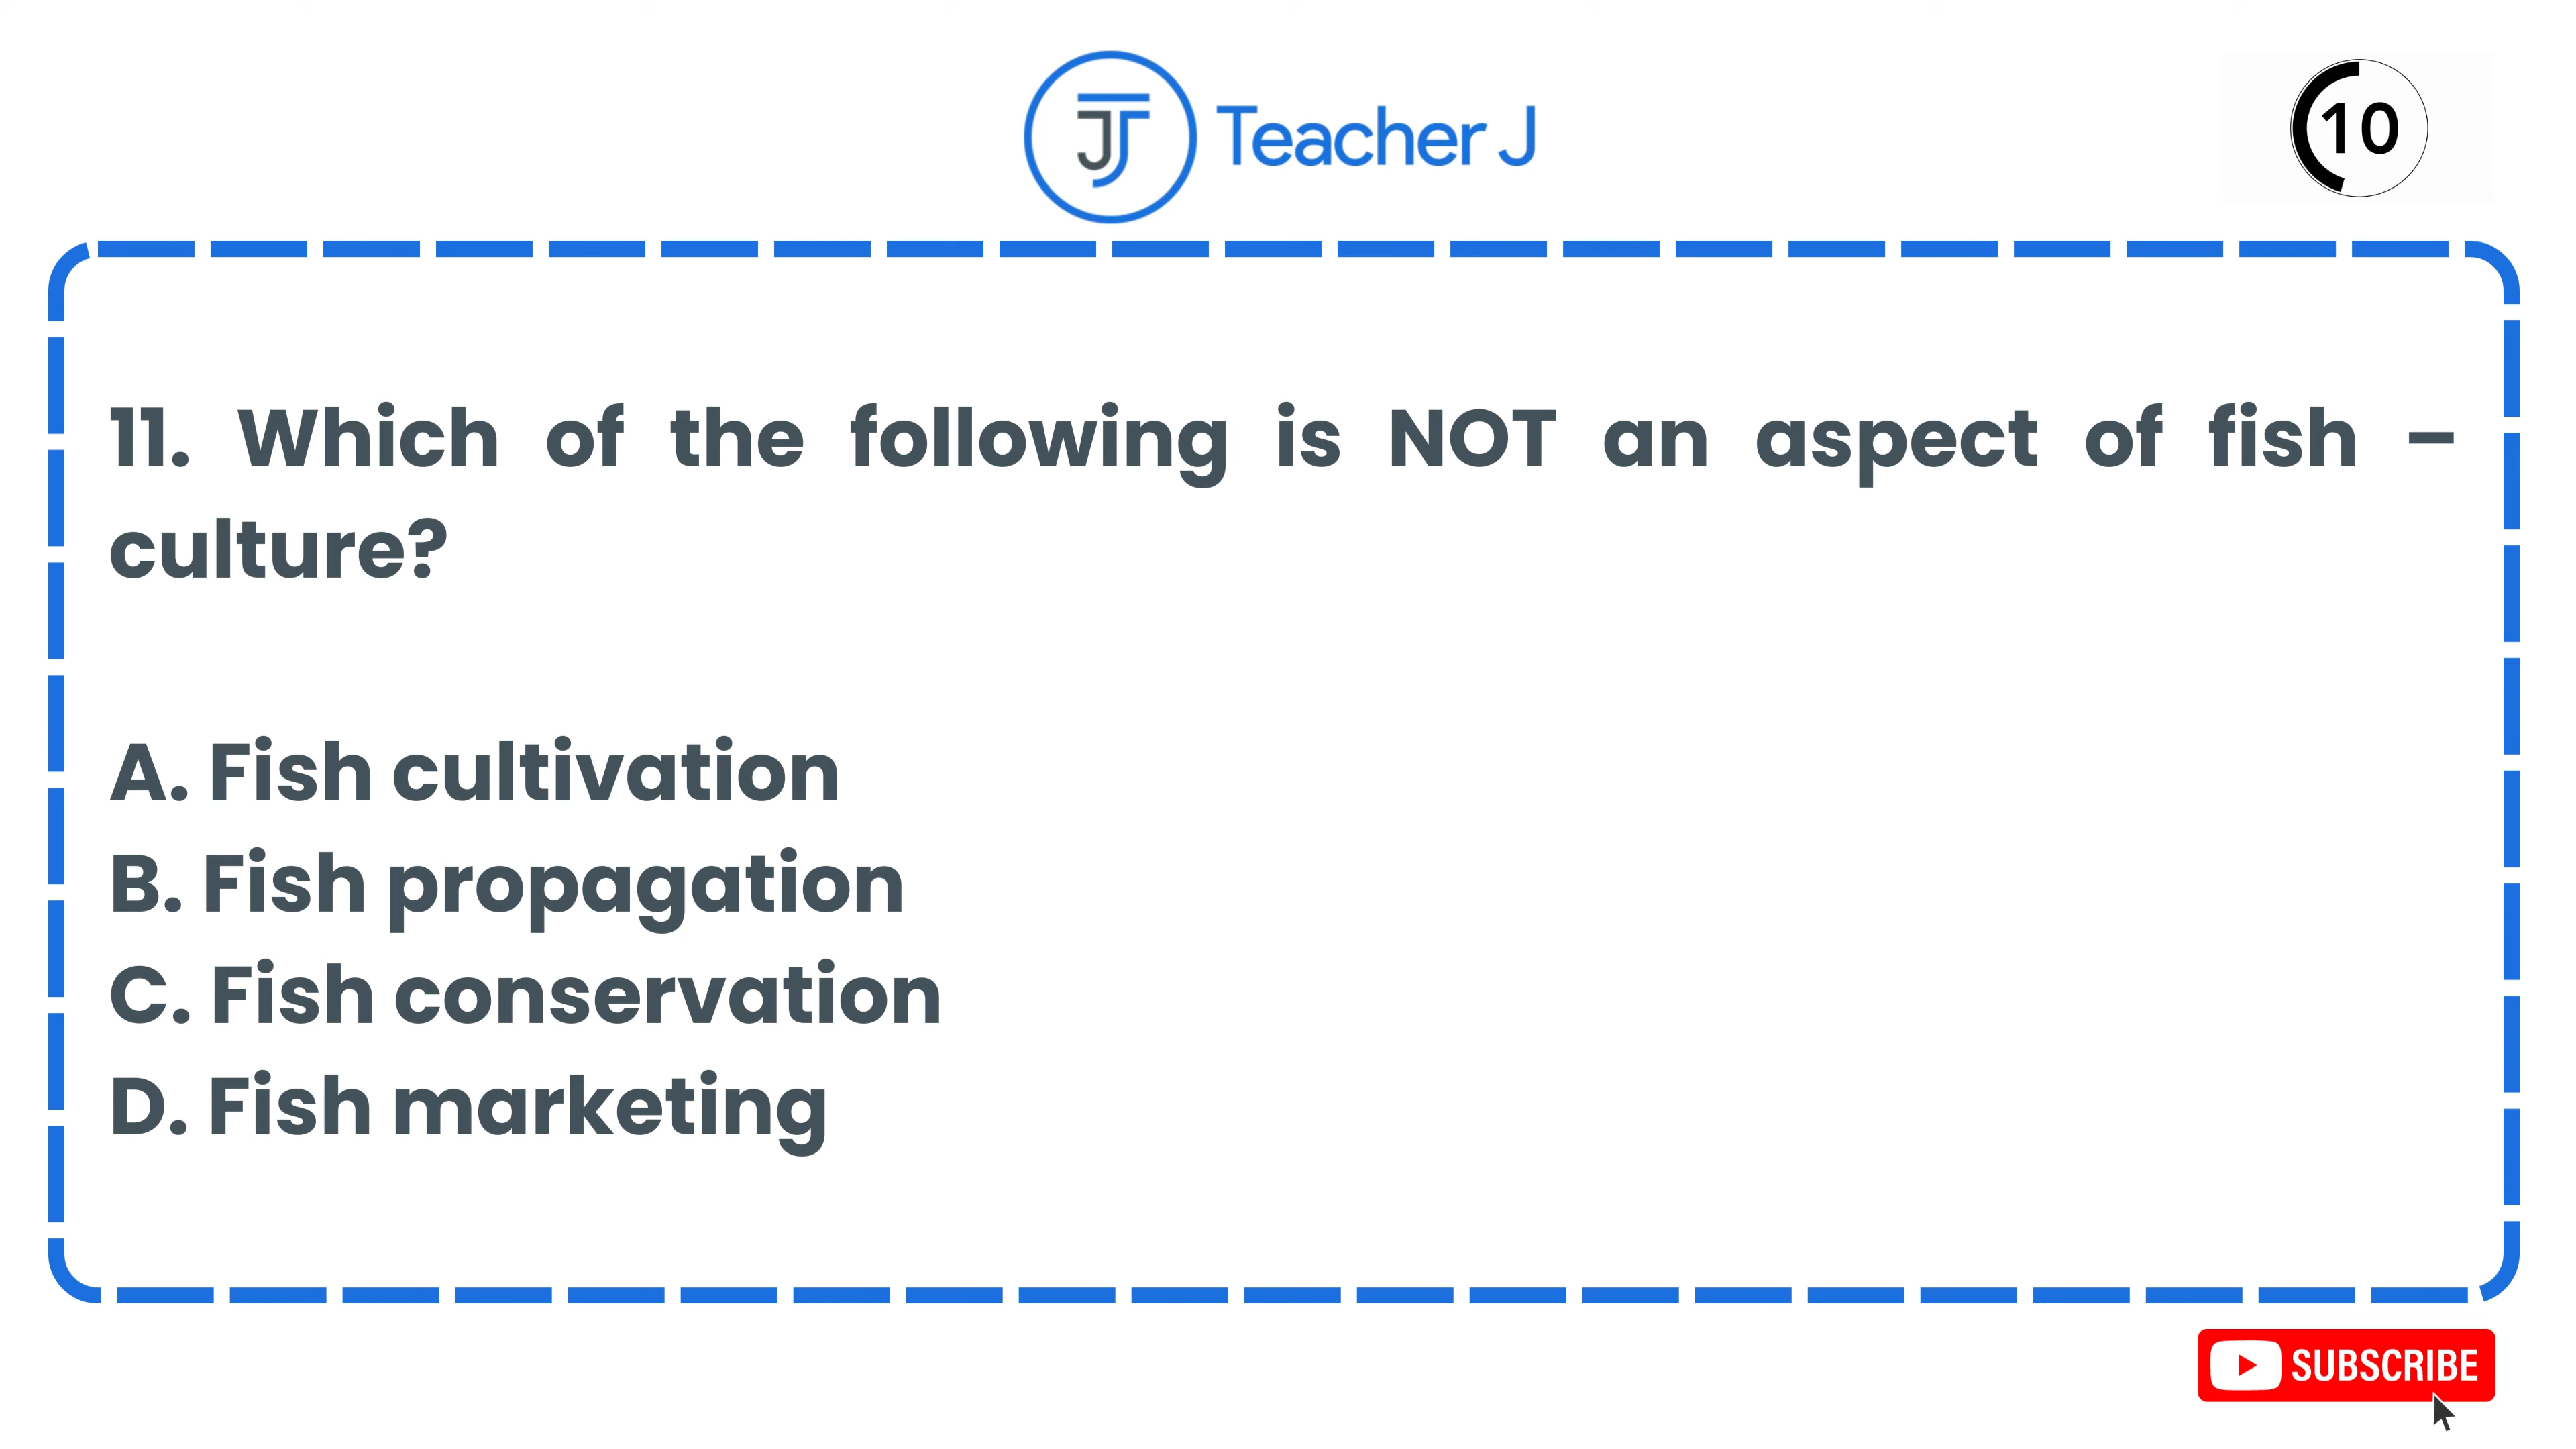 Teacher J
10
11. Which of the following is NOT an aspect of fish –
culture?
A. Fish cultivation
B. Fish propagation
C. Fish conservation
D. Fish marketing
SUBSCRIBE